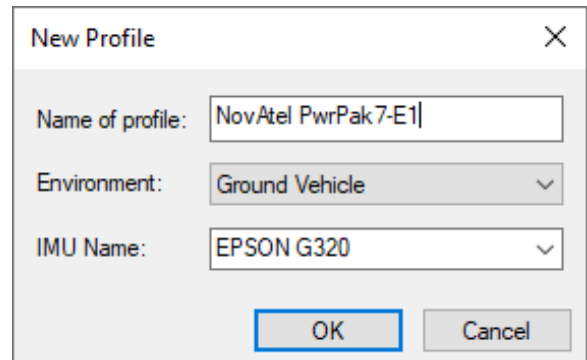 New Profile
Name of profile: NovAtel PwrPak7-E1
Environment: Ground Vehicle
IMU Name: EPSON G320
OK Cancel